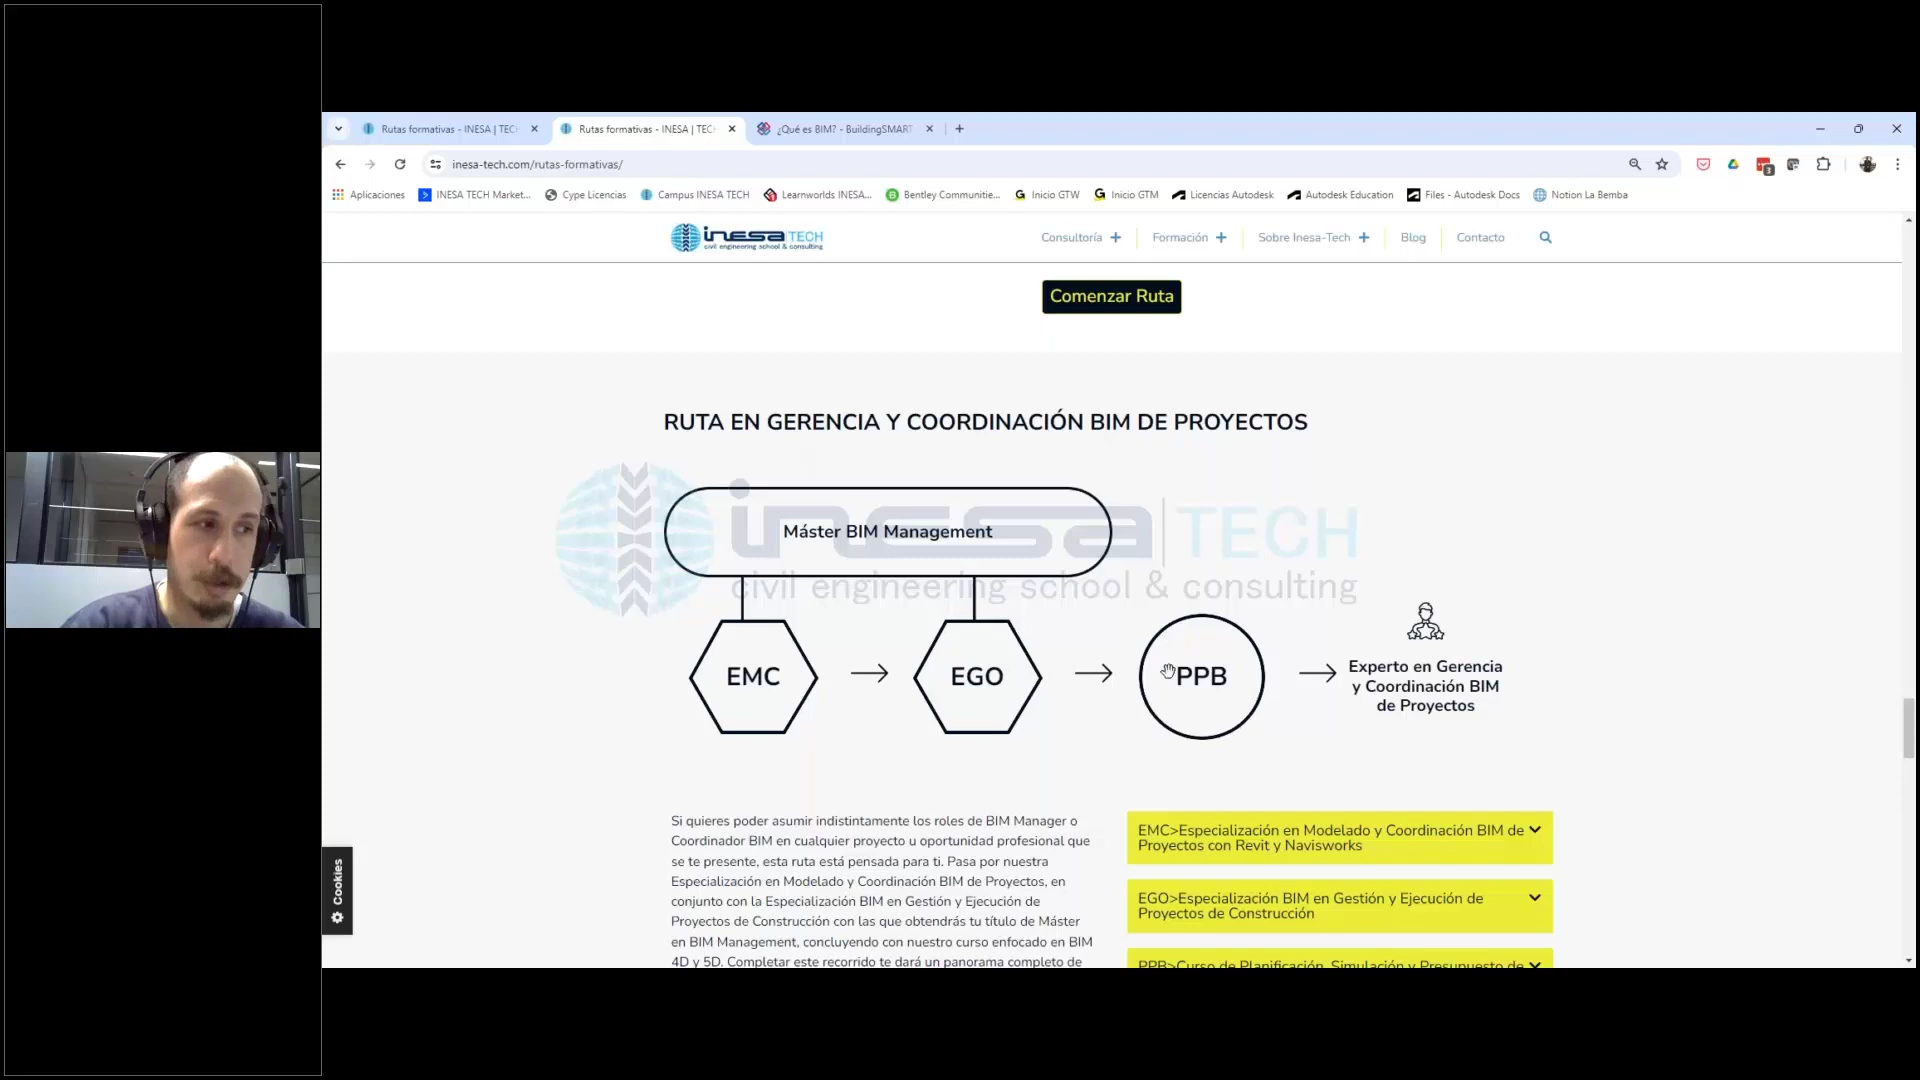 Rutas formativas - INESA | TEC
Rutas formativas - INESA | TEC
¿Qué es BIM? - BuildingSMART
inesa-tech.com/rutas-formativas/
3
Aplicaciones
INESA TECH Market...
Cype Licencias
Campus INESA TECH
Learnworlds INESA...
Bentley Communitie...
Inicio GTW
Inicio GTM
Licencias Autodesk
Autodesk Education
Files - Autodesk Docs
Notion La Bemba
inesa|TECH
civil engineering school & consulting
Consultoría +
Formación +
Sobre Inesa-Tech +
Blog
Contacto
Comenzar Ruta
RUTA EN GERENCIA Y COORDINACIÓN BIM DE PROYECTOS
inesa|TECH
civil engineering school & consulting
Máster BIM Management
EMC
EGO
PPB
Experto en Gerencia
y Coordinación BIM
de Proyectos
Si quieres poder asumir indistintamente los roles de BIM Manager o
Coordinador BIM en cualquier proyecto u oportunidad profesional que
se te presente, esta ruta está pensada para ti. Pasa por nuestra
Especialización en Modelado y Coordinación BIM de Proyectos, en
conjunto con la Especialización BIM en Gestión y Ejecución de
Proyectos de Construcción con las que obtendrás tu título de Máster
en BIM Management, concluyendo con nuestro curso enfocado en BIM
4D y 5D. Completar este recorrido te dará un panorama completo de
EMC>Especialización en Modelado y Coordinación BIM de
Proyectos con Revit y Navisworks
EGO>Especialización BIM en Gestión y Ejecución de
Proyectos de Construcción
PPB>Curso de Planificación, Simulación y Presupuesto de
Cookies